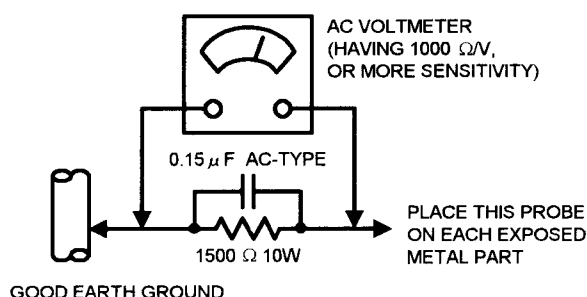 AC VOLTMETER
(HAVING 1000 Ω/V,
OR MORE SENSITIVITY)
0.15 μF AC-TYPE
1500 Ω 10W
PLACE THIS PROBE
ON EACH EXPOSED
METAL PART
GOOD EARTH GROUND